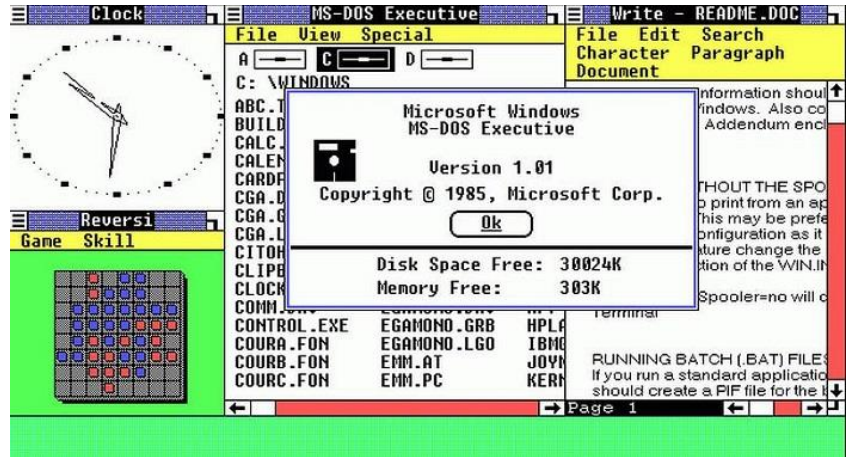 Clock
MS-DOS Executive
Write - README.DOC
File View Special
File Edit Search
Character Paragraph
Document
A
C
D
C: \WINDOWS
ABC.T
BUILD
CALC.
CALEN
CARDF
CGA.D
CGA.G
CGA.L
CITOH
CLIPB
CLOCK
COMM.
CONTROL.EXE EGAMONO.GRB HPLA
COURA.FON EGAMONO.LGO IBMG
COURB.FON EMM.AT JOYN
COURC.FON EMM.PC KERN
Microsoft Windows
MS-DOS Executive
Version 1.01
Copyright © 1985, Microsoft Corp.
Ok
Disk Space Free: 30024K
Memory Free: 303K
nformation shoul
indows. Also co
Addendum encl
THOUT THE SPO
o print from an ap
his may be prefe
onfiguration as it
ature change the
ction of the WIN.IN
Spooler=no will c
Terminal
RUNNING BATCH (.BAT) FILES
If you run a standard applicatio
should create a PIF file for the b
Page 1
Reversi
Game Skill